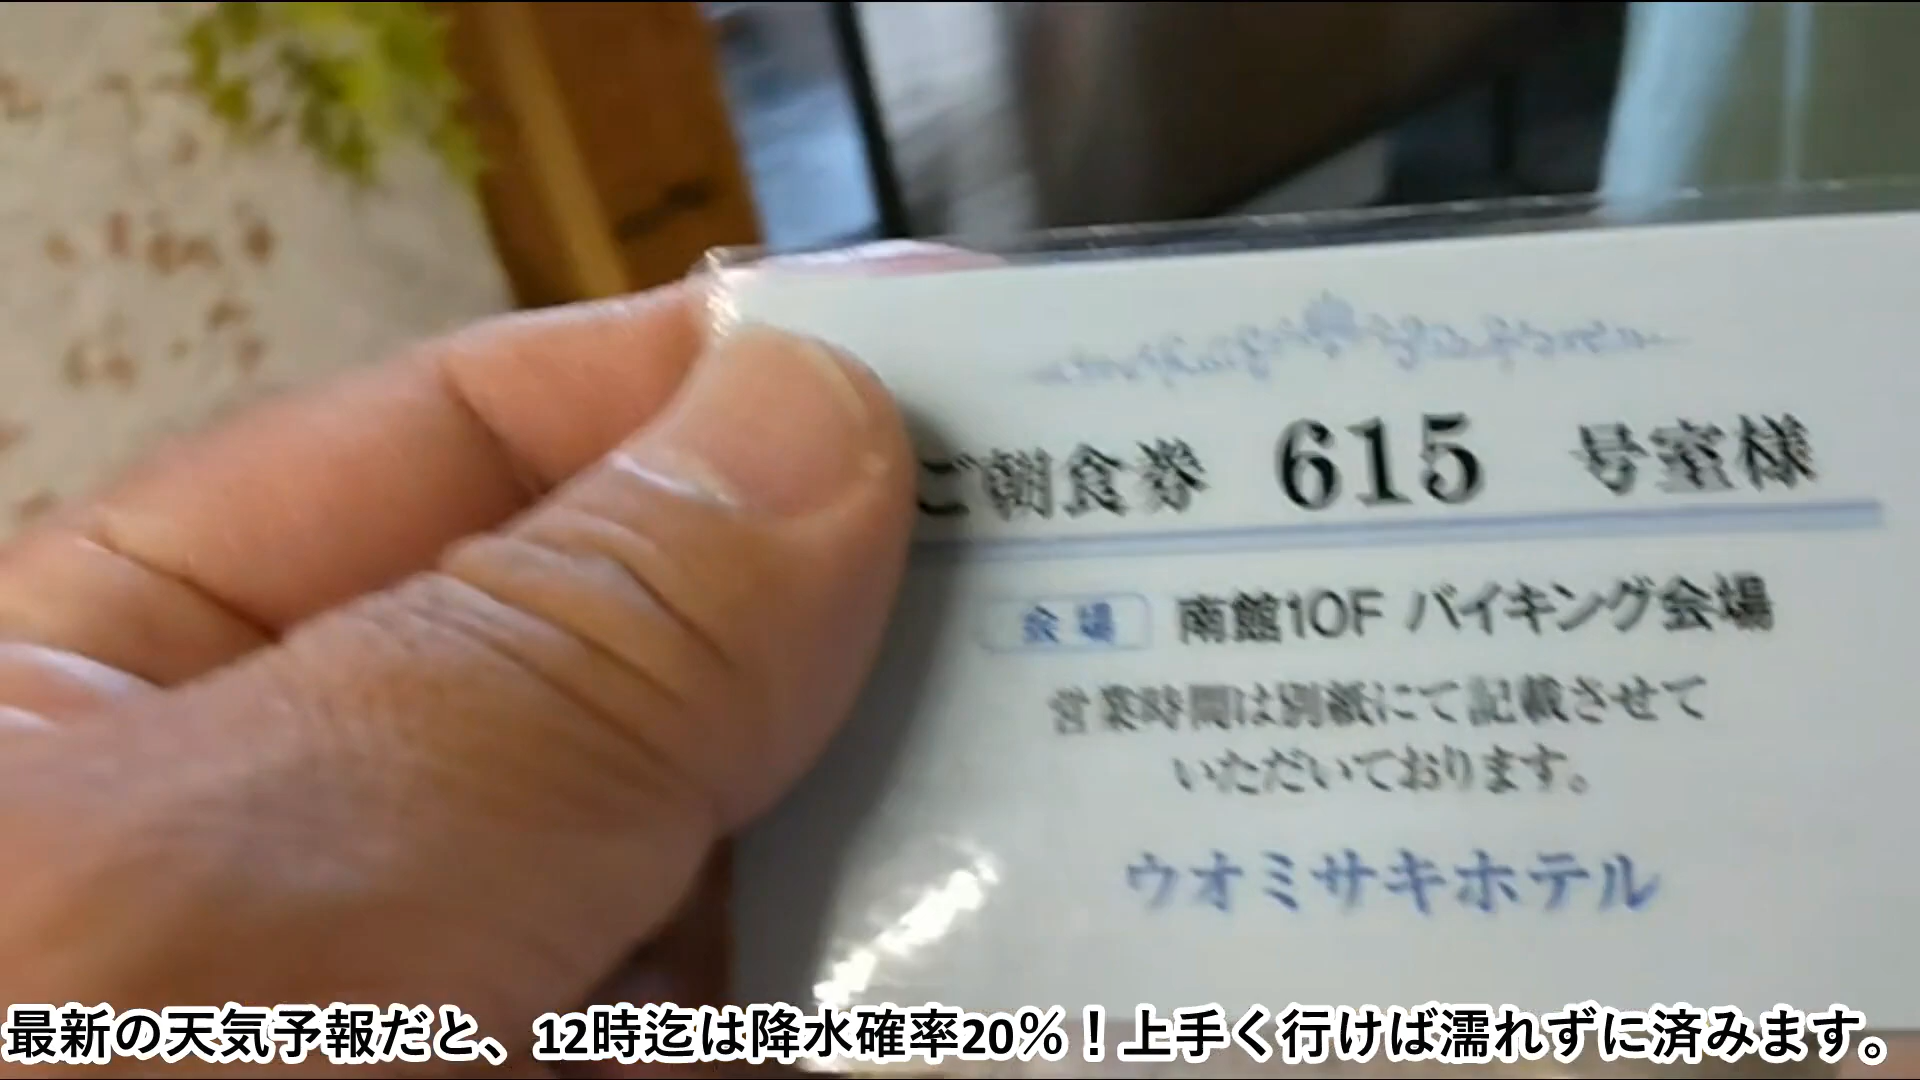 ご朝食券 615 号室様
会場 南館10F バイキング会場
営業時間は別紙にて記載させて
いただいております。
ウオミサキホテル
最新の天気予報だと、12時迄は降水確率20％！上手く行けば濡れずに済みます。